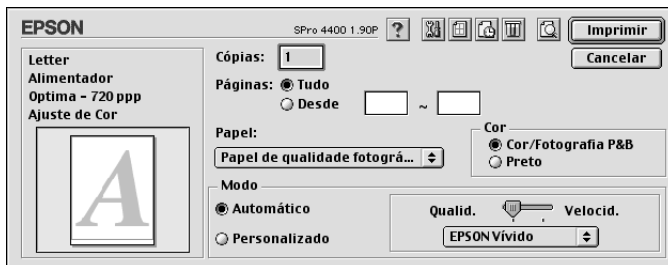 EPSON
SPro 4400 1.90P
?
Imprimir
Cancelar
Letter
Alimentador
Optima - 720 ppp
Ajuste de Cor
A
Cópias: 1
Páginas: Tudo
Desde ~
Papel:
Papel de qualidade fotográ...
Cor
Cor/Fotografia P&B
Preto
Modo
Automático
Personalizado
Qualid. Velocid.
EPSON Vívido